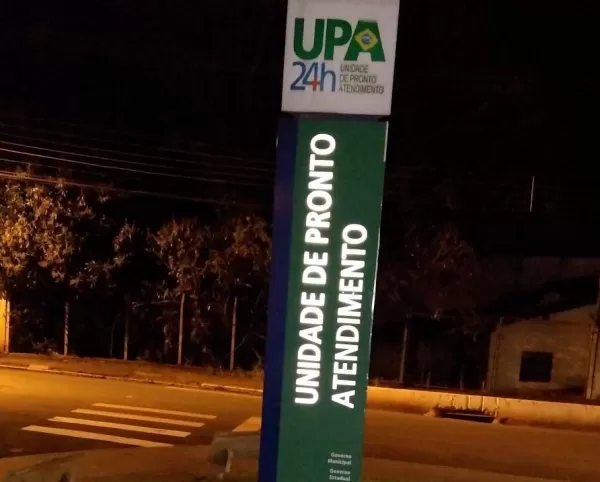 UPA
24h
UNIDADE
DE PRONTO
ATENDIMENTO
UNIDADE DE PRONTO
ATENDIMENTO
Governo
Municipal
Governo
Estadual